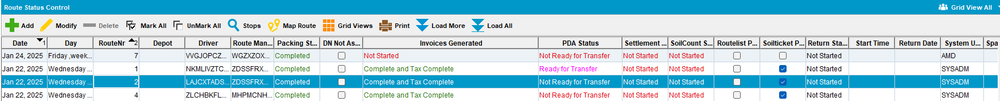 Route Status Control Grid View All
Add Modify Delete Mark All UnMark All Stops Map Route Grid Views Print Load More Load All
Date 1 Day RouteNr 2 Depot Driver Route Man... Packing St... DN Not As... Invoices Generated PDA Status Settlement ... SoilCount S... Routelist P... Soilticket P... Return Sta... Start Time Return Date System U... Spa
Jan 24, 2025 Friday ,week... 7 VVGJOPCZ... WGZXZOX... Completed Not Started Not Ready for Transfer Not Started Not Started Not Started AMD
Jan 22, 2025 Wednesday ... 1 NKMLIVZTC... ZDSSFRX... Completed Complete and Tax Complete Ready for Transfer Not Started Not Started Not Started SYSADM
Jan 22, 2025 Wednesday ... 2 LAJCXTADS... ZDSSFRX... Completed Complete and Tax Complete Not Ready for Transfer Not Started Not Started Not Started SYSADM
Jan 22, 2025 Wednesday ... 4 ZLCHBKFL... MHPMCNH... Completed Complete and Tax Complete Not Ready for Transfer Not Started Not Started Not Started SYSADM